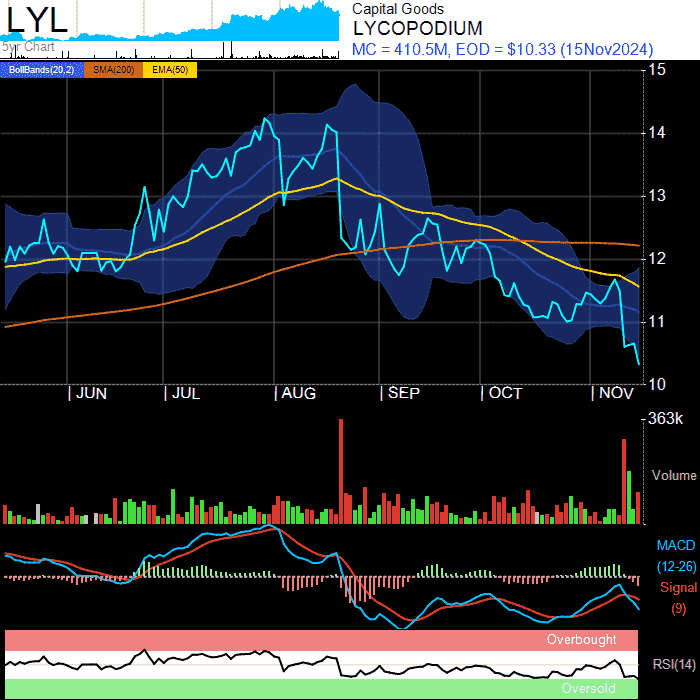 LYL
Capital Goods
LYCOPODIUM
5yr Chart
MC = 410.5M, EOD = $10.33 (15Nov2024)
BollBands(20,2) SMA(200) EMA(50)
15
14
13
12
11
10
JUN JUL AUG SEP OCT NOV
363k
Volume
MACD
(12-26)
Signal
(9)
Overbought
RSI(14)
Oversold